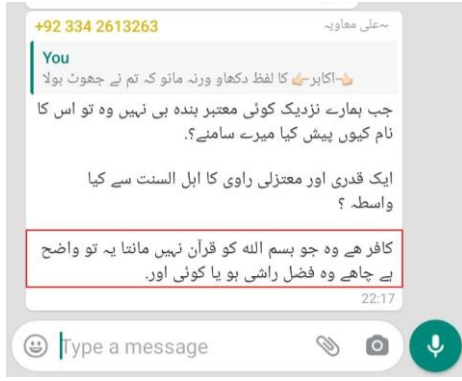 +92 334 2613263 ~علی معاویہ
You
👈اکابر👉 کا لفظ دکھاو ورنہ مانو کہ تم نے جھوٹ بولا
جب ہمارے نزدیک کوئی معتبر بندہ ہی نہیں وہ تو اس کا
نام کیوں پیش کیا میرے سامنے؟.
ایک قدری اور معتزلی راوی کا اہل السنت سے کیا
واسطہ ؟
کافر ھے وہ جو بسم اللہ کو قرآن نہیں مانتا یہ تو واضح
ہے چاھے وہ فضل راشی ہو یا کوئی اور.
22:17
Type a message